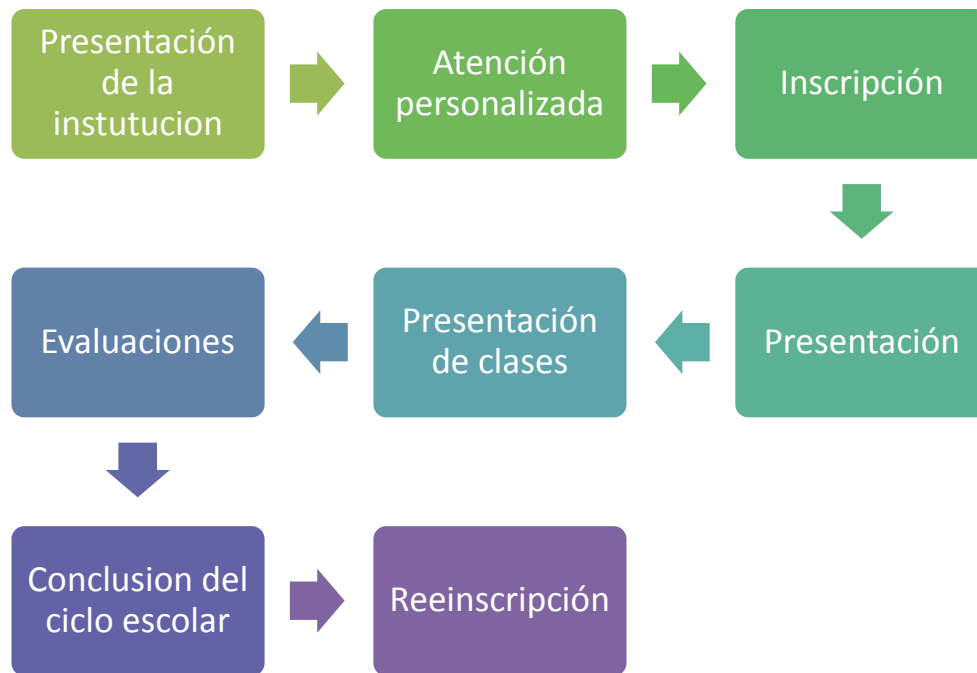 Presentación
de la
instutucion
Atención
personalizada
Inscripción
Presentación
Presentación
de clases
Evaluaciones
Conclusion del
ciclo escolar
Reeinscripción